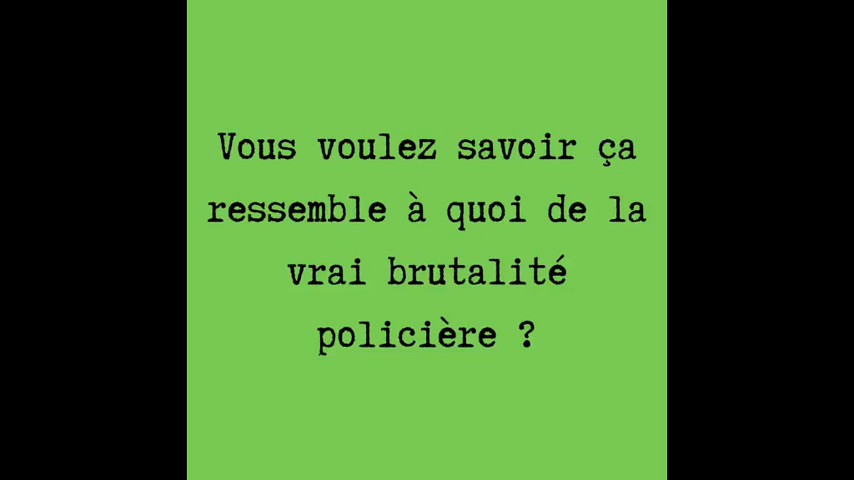 Vous voulez savoir ça
ressemble à quoi de la
vrai brutalité
policière ?